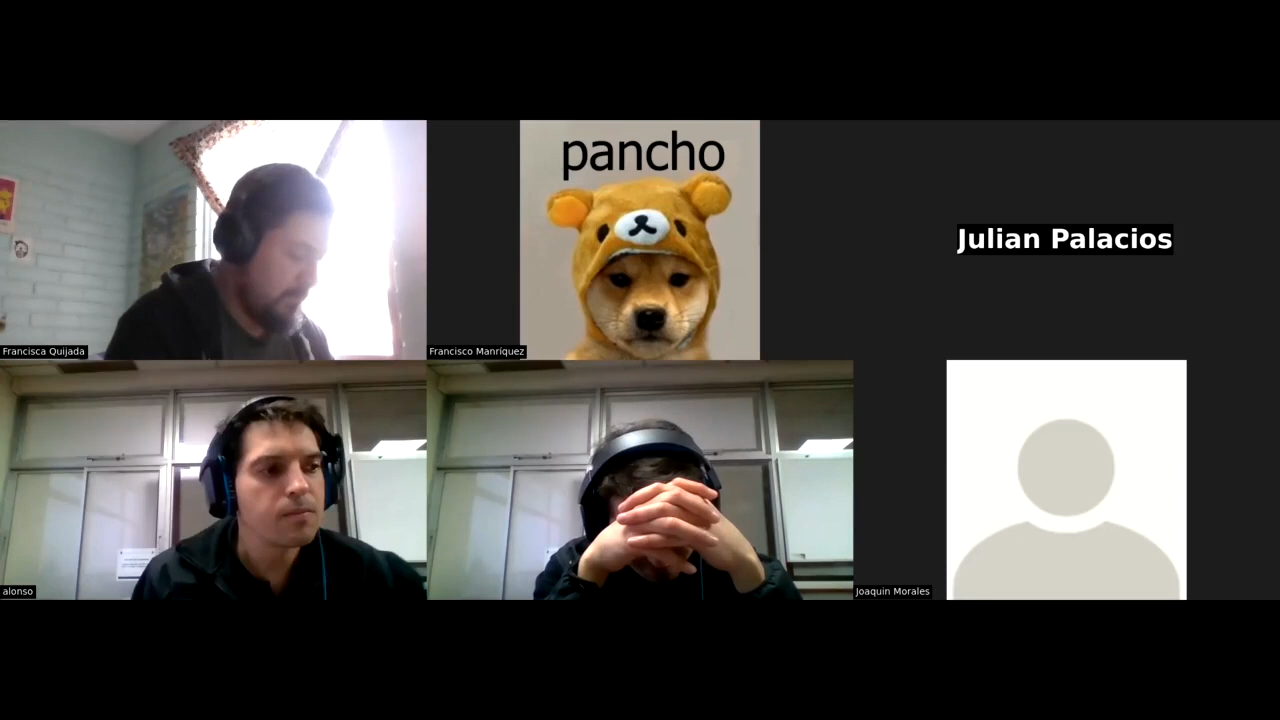 pancho
Julian Palacios
Francisca Quijada
Francisco Manríquez
alonso
Joaquin Morales